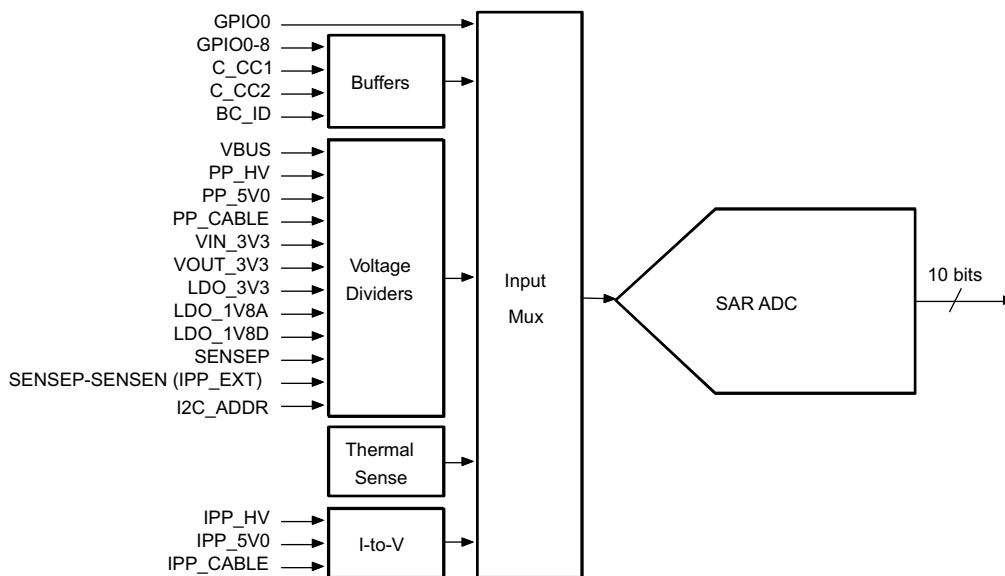 GPIO0
GPIO0-8
C_CC1
C_CC2
BC_ID
Buffers
VBUS
PP_HV
PP_5V0
PP_CABLE
VIN_3V3
VOUT_3V3
LDO_3V3
LDO_1V8A
LDO_1V8D
SENSEP
SENSEP-SENSEN (IPP_EXT)
I2C_ADDR
Voltage
Dividers
Thermal
Sense
IPP_HV
IPP_5V0
IPP_CABLE
I-to-V
Input
Mux
SAR ADC
10 bits